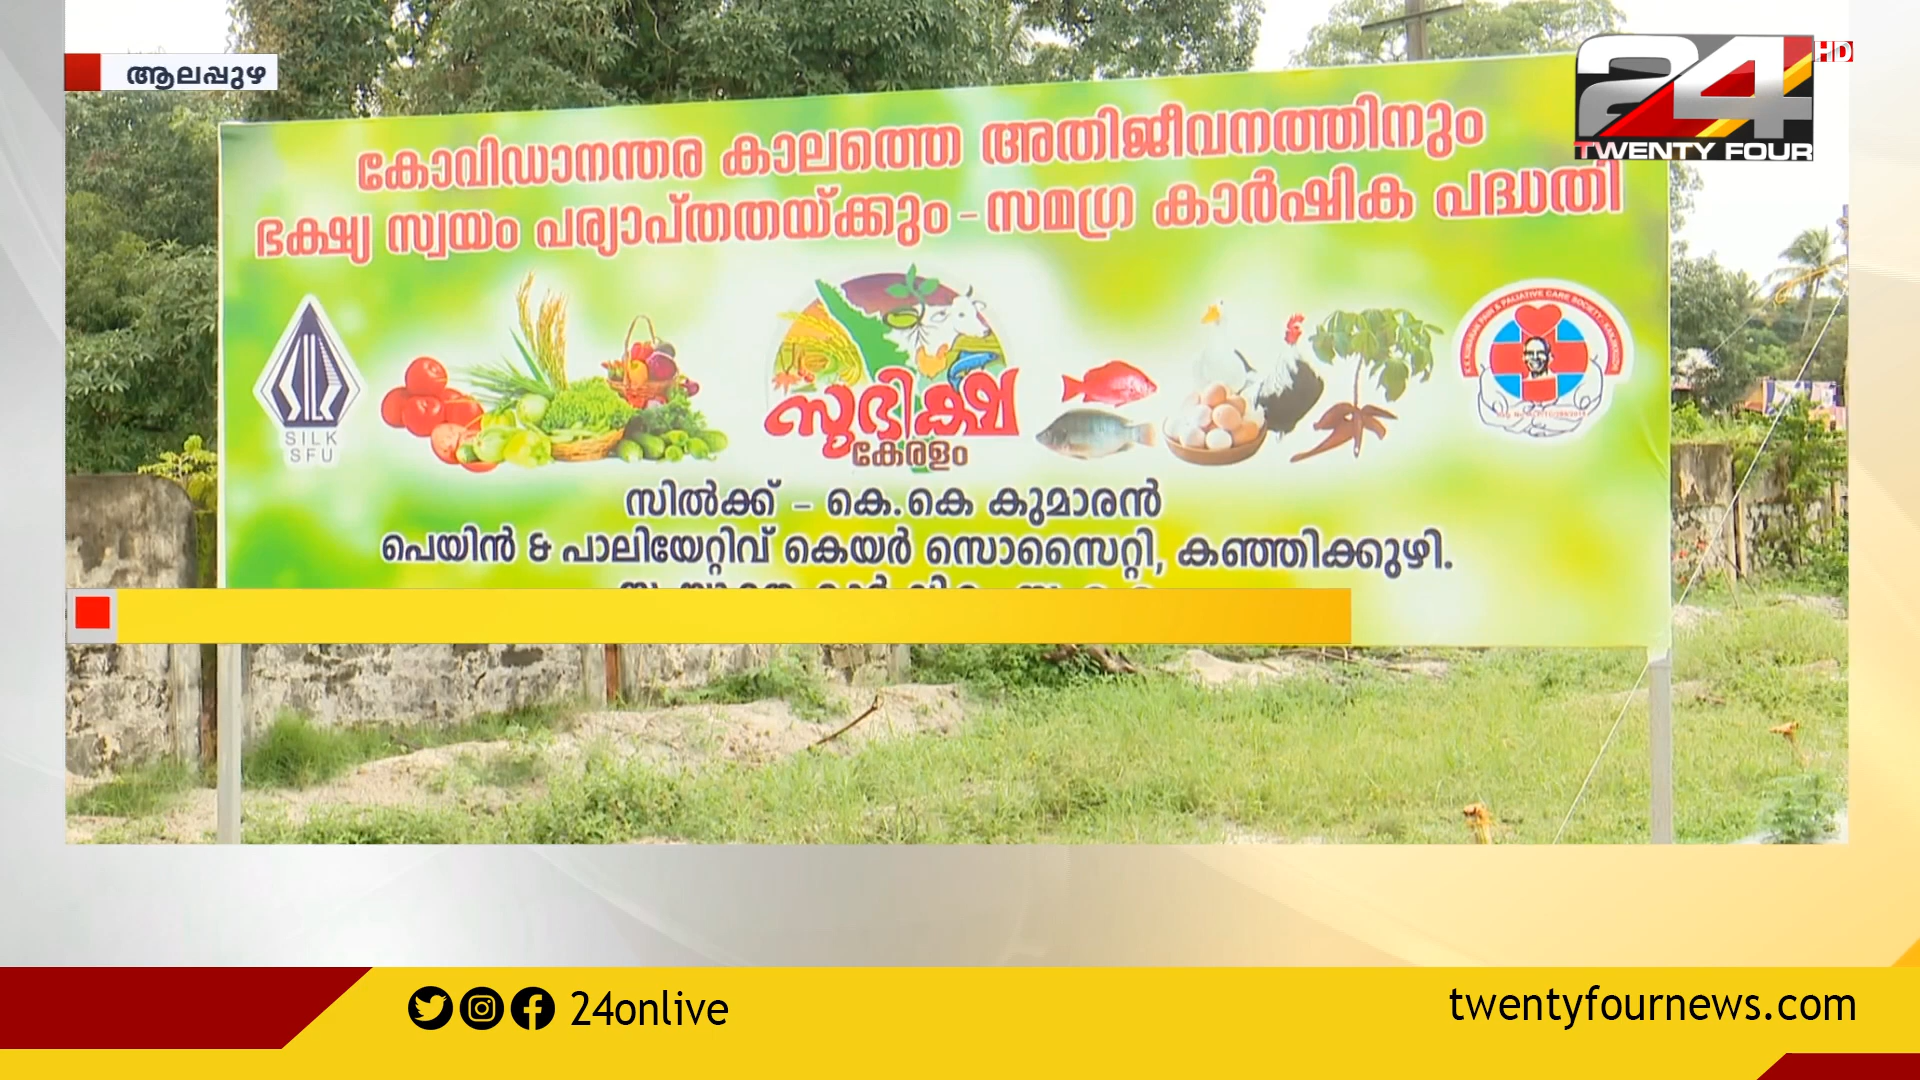 ആലപ്പുഴ
24 HD
TWENTY FOUR
കോവിഡാനന്തര കാലത്തെ അതിജീവനത്തിനും
ഭക്ഷ്യ സ്വയം പര്യാപ്തതയ്ക്കും - സമഗ്ര കാർഷിക പദ്ധതി
SILK
SFU
സുഭിക്ഷ
കേരളം
സിൽക്ക് - കെ.കെ കുമാരൻ
പെയിൻ & പാലിയേറ്റിവ് കെയർ സൊസൈറ്റി, കഞ്ഞിക്കുഴി.
24onlive
twentyfournews.com